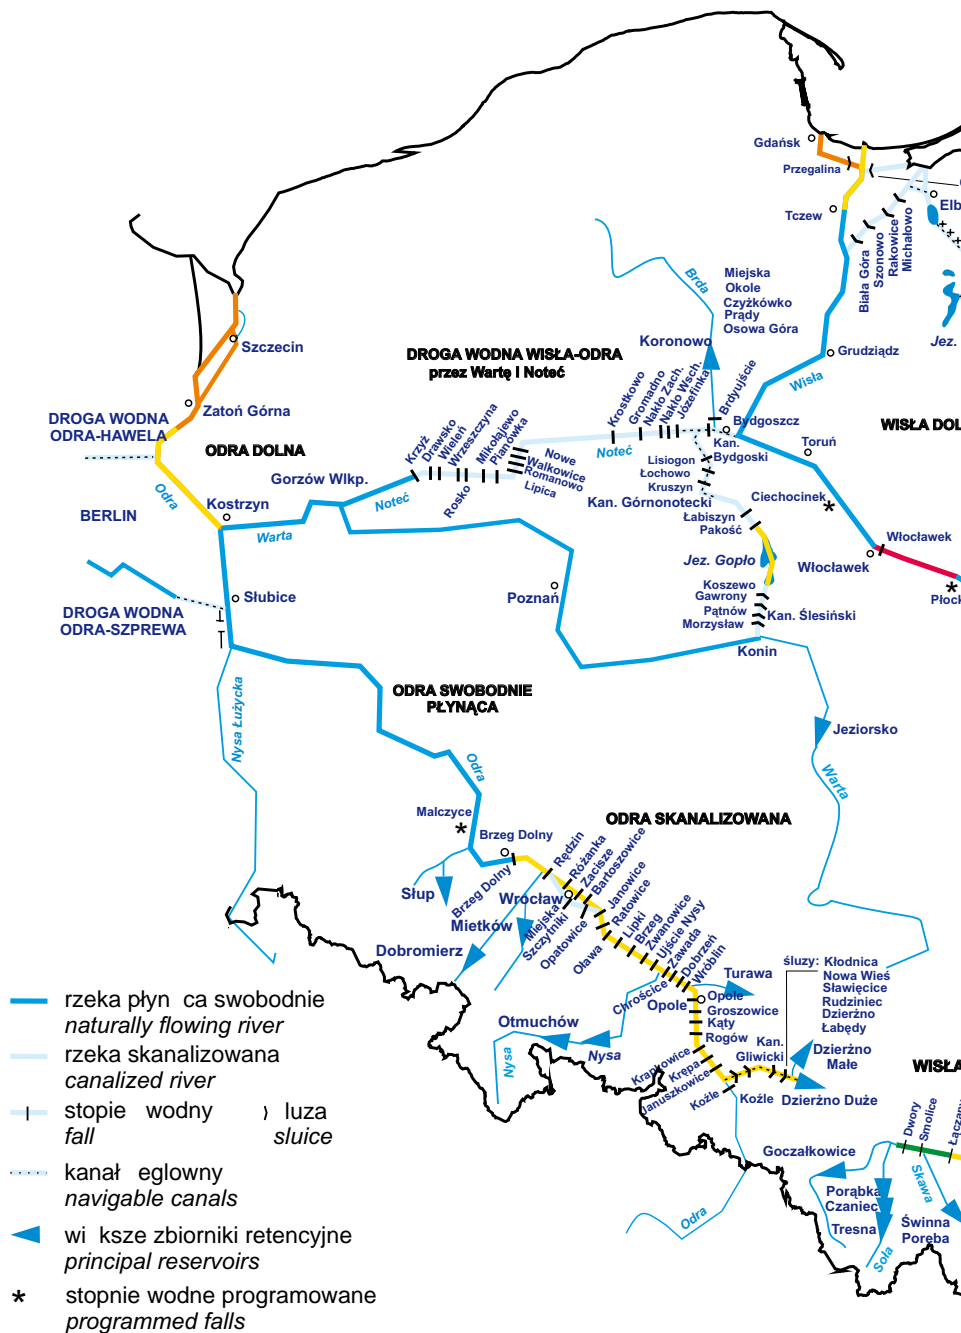 Gdańsk
Przegalina
Tczew
Elb
Biała Góra
Szonowo
Rakowice
Michałowo
Brda
Miejska
Okole
Czyżkówko
Prądy
Osowa Góra
Koronowo
Jez.
Grudziądz
Wisła
Szczecin
DROGA WODNA WISŁA-ODRA
przez Wartę I Noteć
Zatoń Górna
DROGA WODNA
ODRA-HAWELA
ODRA DOLNA
WISŁA DOL
Krostkowo
Gromadno
Nakło Zach.
Nakło Wsch.
Józefinka
Brdyujście
Bydgoszcz
Kan.
Bydgoski
Toruń
Krzyż
Drawsko
Wieleń
Wrzeszczyna
Mikołajewo
Pianówka
Rosko
Nowe
Walkowice
Romanowo
Lipica
Noteć
Lisiogon
Łochowo
Kruszyn
Kan. Górnonotecki
Ciechocinek
Gorzów Wlkp.
Noteć
Odra
Kostrzyn
BERLIN
Warta
Łabiszyn
Pakość
Włocławek
Włocławek
Jez. Gopło
Płock
Koszewo
Gawrony
Pątnów
Morzysław
Kan. Ślesiński
Poznań
Słubice
DROGA WODNA
ODRA-SZPREWA
Konin
ODRA SWOBODNIE
PŁYNĄCA
Nysa Łużycka
Jeziorsko
Odra
Warta
Malczyce
ODRA SKANALIZOWANA
Brzeg Dolny
Brzeg Dolny
Rędzin
Różanka
Zacisze
Bartoszowice
Janowice
Ratowice
Lipki
Brzeg
Zwanowice
Ujście Nysy
Zawada
Dobrzeń
Wróblin
Słup
Wrocław
Mietków
Miejska
Szczytniki
Opatowice
Oława
Chrościce
Dobromierz
Turawa
śluzy:
Kłodnica
Nowa Wieś
Sławięcice
Rudziniec
Dzierżno
Łabędy
Opole
Opole
Groszowice
Kąty
Rogów
Otmuchów
Nysa
Nysa
Krapkowice
Krępa
Januszkowice
Koźle
Kan.
Gliwicki
Koźle
Dzierżno
Małe
Dzierżno Duże
WISŁA
Dwory
Smolice
Łączany
Goczałkowice
Skawa
Porąbka
Czaniec
Tresna
Soła
Świnna
Poręba
Odra
rzeka płyn ca swobodnie
naturally flowing river
rzeka skanalizowana
canalized river
stopie wodny
fall
luza
sluice
kanał eglowny
navigable canals
wi ksze zbiorniki retencyjne
principal reservoirs
* stopnie wodne programowane
programmed falls